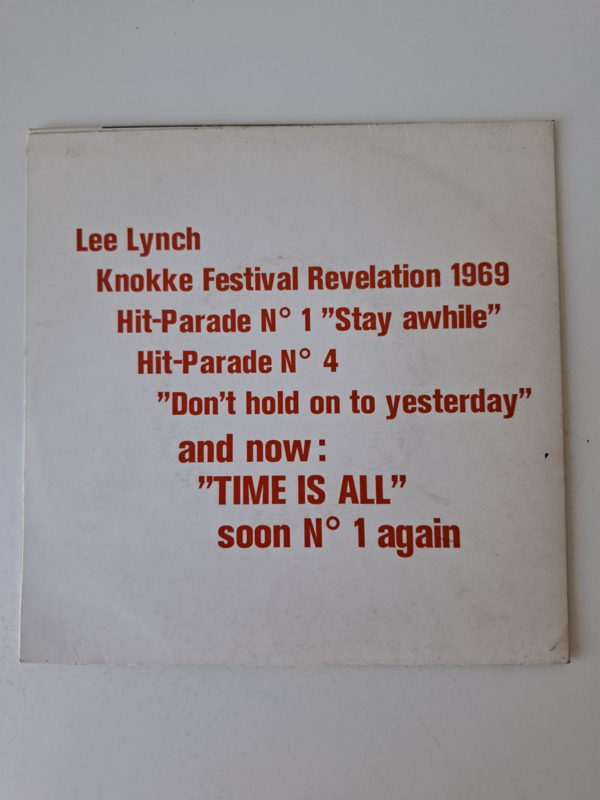 Lee Lynch
Knokke Festival Revelation 1969
Hit-Parade N° 1 ”Stay awhile”
Hit-Parade N° 4
”Don't hold on to yesterday”
and now:
”TIME IS ALL”
soon N° 1 again